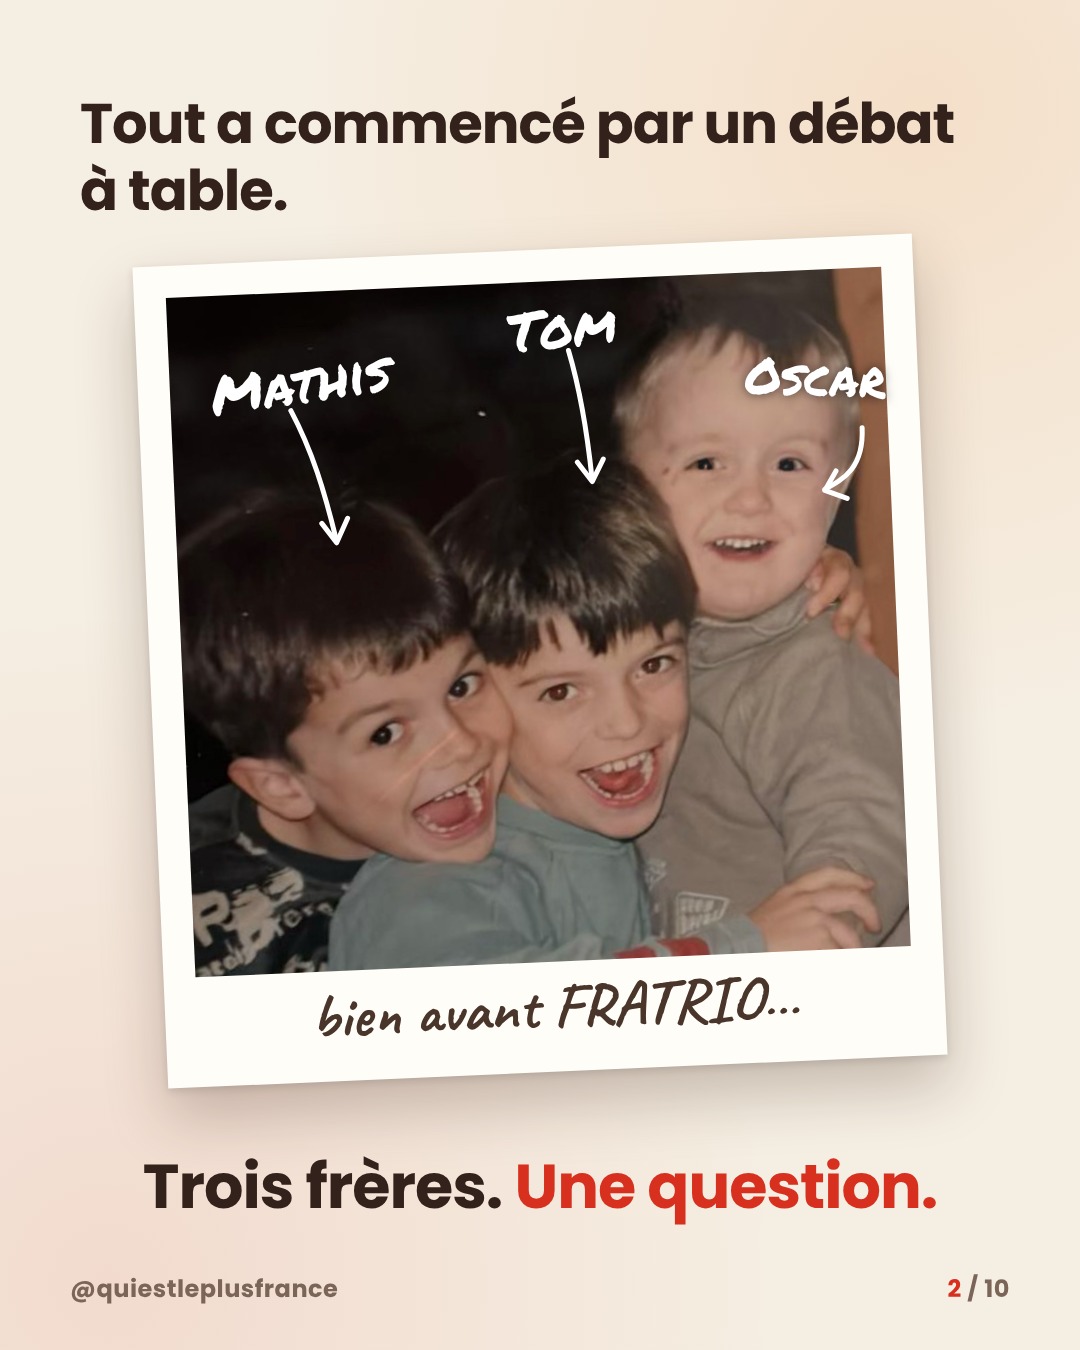 Tout a commencé par un débat
à table.
MATHIS
TOM
OSCAR
bien avant FRATRIO...
Trois frères. Une question.
@quiestleplusfrance
2 / 10